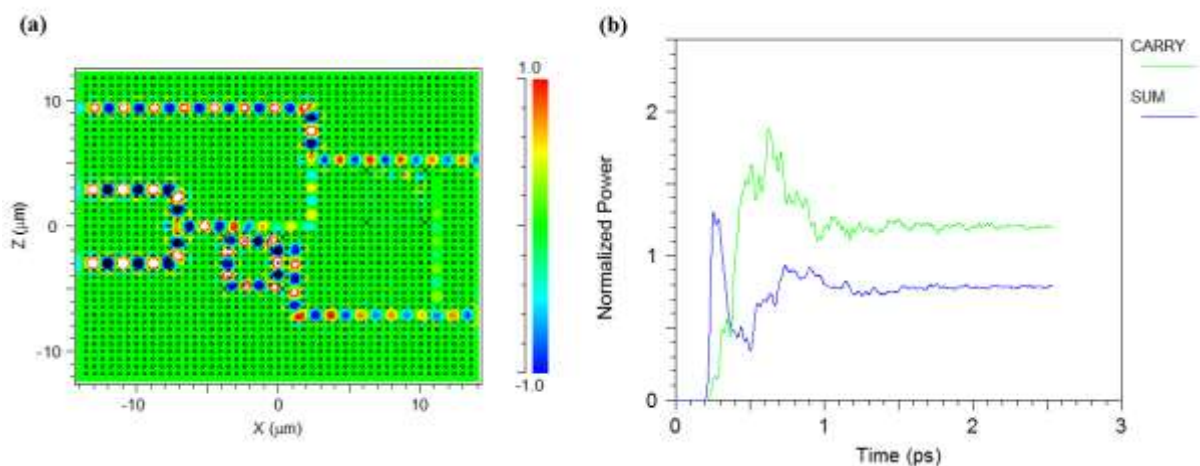 (a)
1.0
10
0
-10
Z (μm)
-10 0 10
X (μm)
-1.0
(b)
CARRY
SUM
2
1
0
Normalized Power
0 1 2 3
Time (ps)